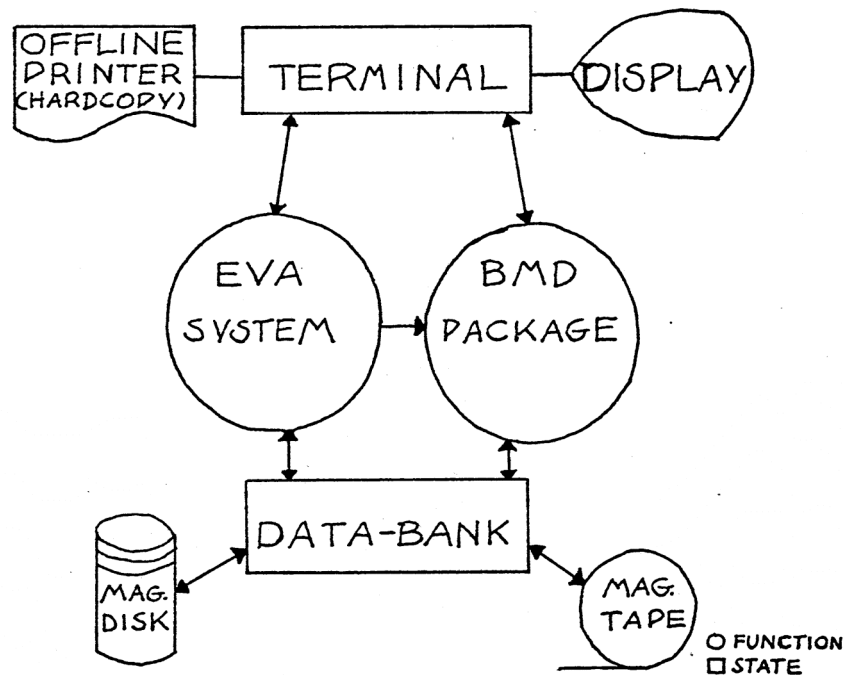 OFFLINE
PRINTER
(HARDCOPY)
TERMINAL
DISPLAY
EVA
SYSTEM
BMD
PACKAGE
DATA-BANK
MAG.
DISK
MAG.
TAPE
FUNCTION
STATE